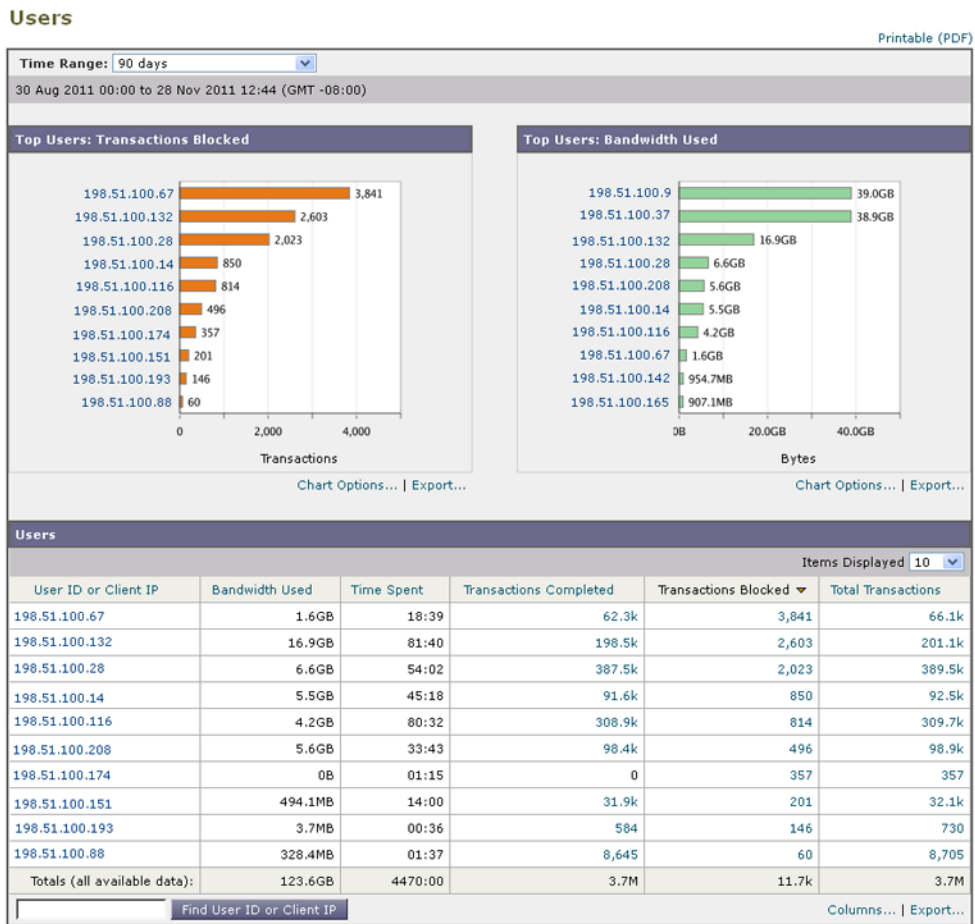 Users
Printable (PDF)
Time Range: 90 days
30 Aug 2011 00:00 to 28 Nov 2011 12:44 (GMT -08:00)
Top Users: Transactions Blocked
198.51.100.67 3,841
198.51.100.132 2,603
198.51.100.28 2,023
198.51.100.14 850
198.51.100.116 814
198.51.100.208 496
198.51.100.174 357
198.51.100.151 201
198.51.100.193 146
198.51.100.88 60
0 2,000 4,000
Transactions
Chart Options... | Export...
Top Users: Bandwidth Used
198.51.100.9 39.0GB
198.51.100.37 38.9GB
198.51.100.132 16.9GB
198.51.100.28 6.6GB
198.51.100.208 5.6GB
198.51.100.14 5.5GB
198.51.100.116 4.2GB
198.51.100.67 1.6GB
198.51.100.142 954.7MB
198.51.100.165 907.1MB
0B 20.0GB 40.0GB
Bytes
Chart Options... | Export...
Users
Items Displayed 10
User ID or Client IP Bandwidth Used Time Spent Transactions Completed Transactions Blocked Total Transactions
198.51.100.67 1.6GB 18:39 62.3k 3,841 66.1k
198.51.100.132 16.9GB 81:40 198.5k 2,603 201.1k
198.51.100.28 6.6GB 54:02 387.5k 2,023 389.5k
198.51.100.14 5.5GB 45:18 91.6k 850 92.5k
198.51.100.116 4.2GB 80:32 308.9k 814 309.7k
198.51.100.208 5.6GB 33:43 98.4k 496 98.9k
198.51.100.174 0B 01:15 0 357 357
198.51.100.151 494.1MB 14:00 31.9k 201 32.1k
198.51.100.193 3.7MB 00:36 584 146 730
198.51.100.88 328.4MB 01:37 8,645 60 8,705
Totals (all available data): 123.6GB 4470:00 3.7M 11.7k 3.7M
Find User ID or Client IP
Columns... | Export...